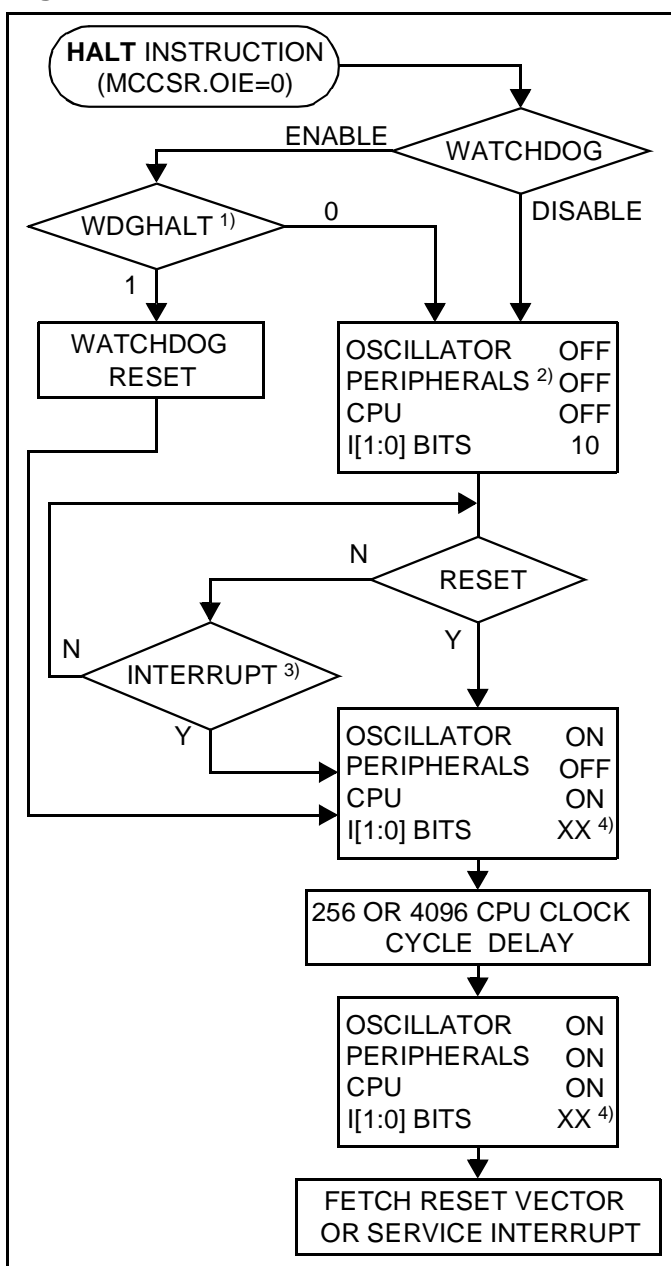 HALT INSTRUCTION
(MCCSR.OIE=0)
ENABLE
WATCHDOG
WDGHALT 1)
0
DISABLE
1
WATCHDOG
RESET
OSCILLATOR OFF
PERIPHERALS 2) OFF
CPU OFF
I[1:0] BITS 10
N
RESET
N
INTERRUPT 3)
Y
Y
OSCILLATOR ON
PERIPHERALS OFF
CPU ON
I[1:0] BITS XX 4)
256 OR 4096 CPU CLOCK
CYCLE DELAY
OSCILLATOR ON
PERIPHERALS ON
CPU ON
I[1:0] BITS XX 4)
FETCH RESET VECTOR
OR SERVICE INTERRUPT